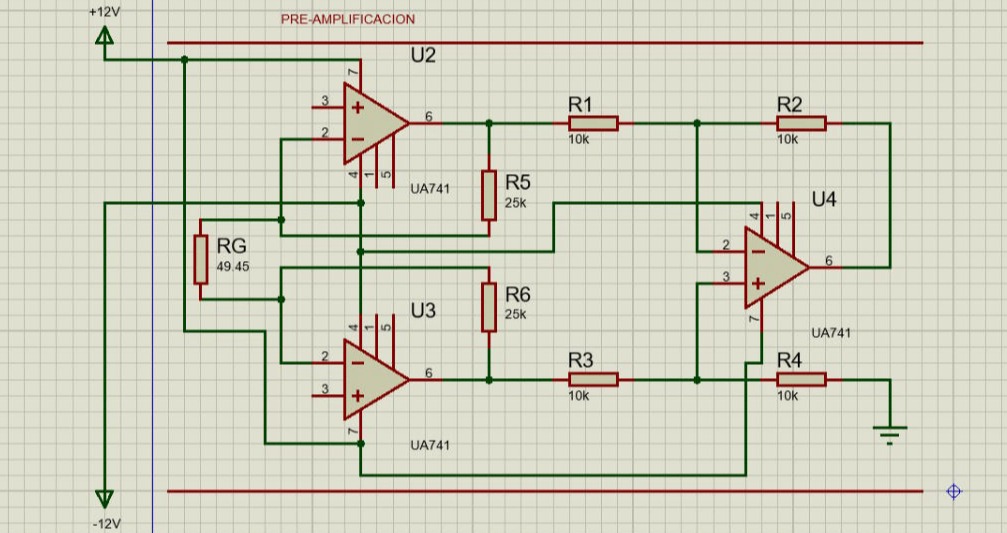 +12V
PRE-AMPLIFICACION
U2
7
3
2
6
4
1
5
UA741
R1
10k
R2
10k
R5
25k
RG
49.45
U4
4
1
5
2
3
6
7
UA741
R6
25k
U3
4
1
5
2
3
6
7
UA741
R3
10k
R4
10k
-12V